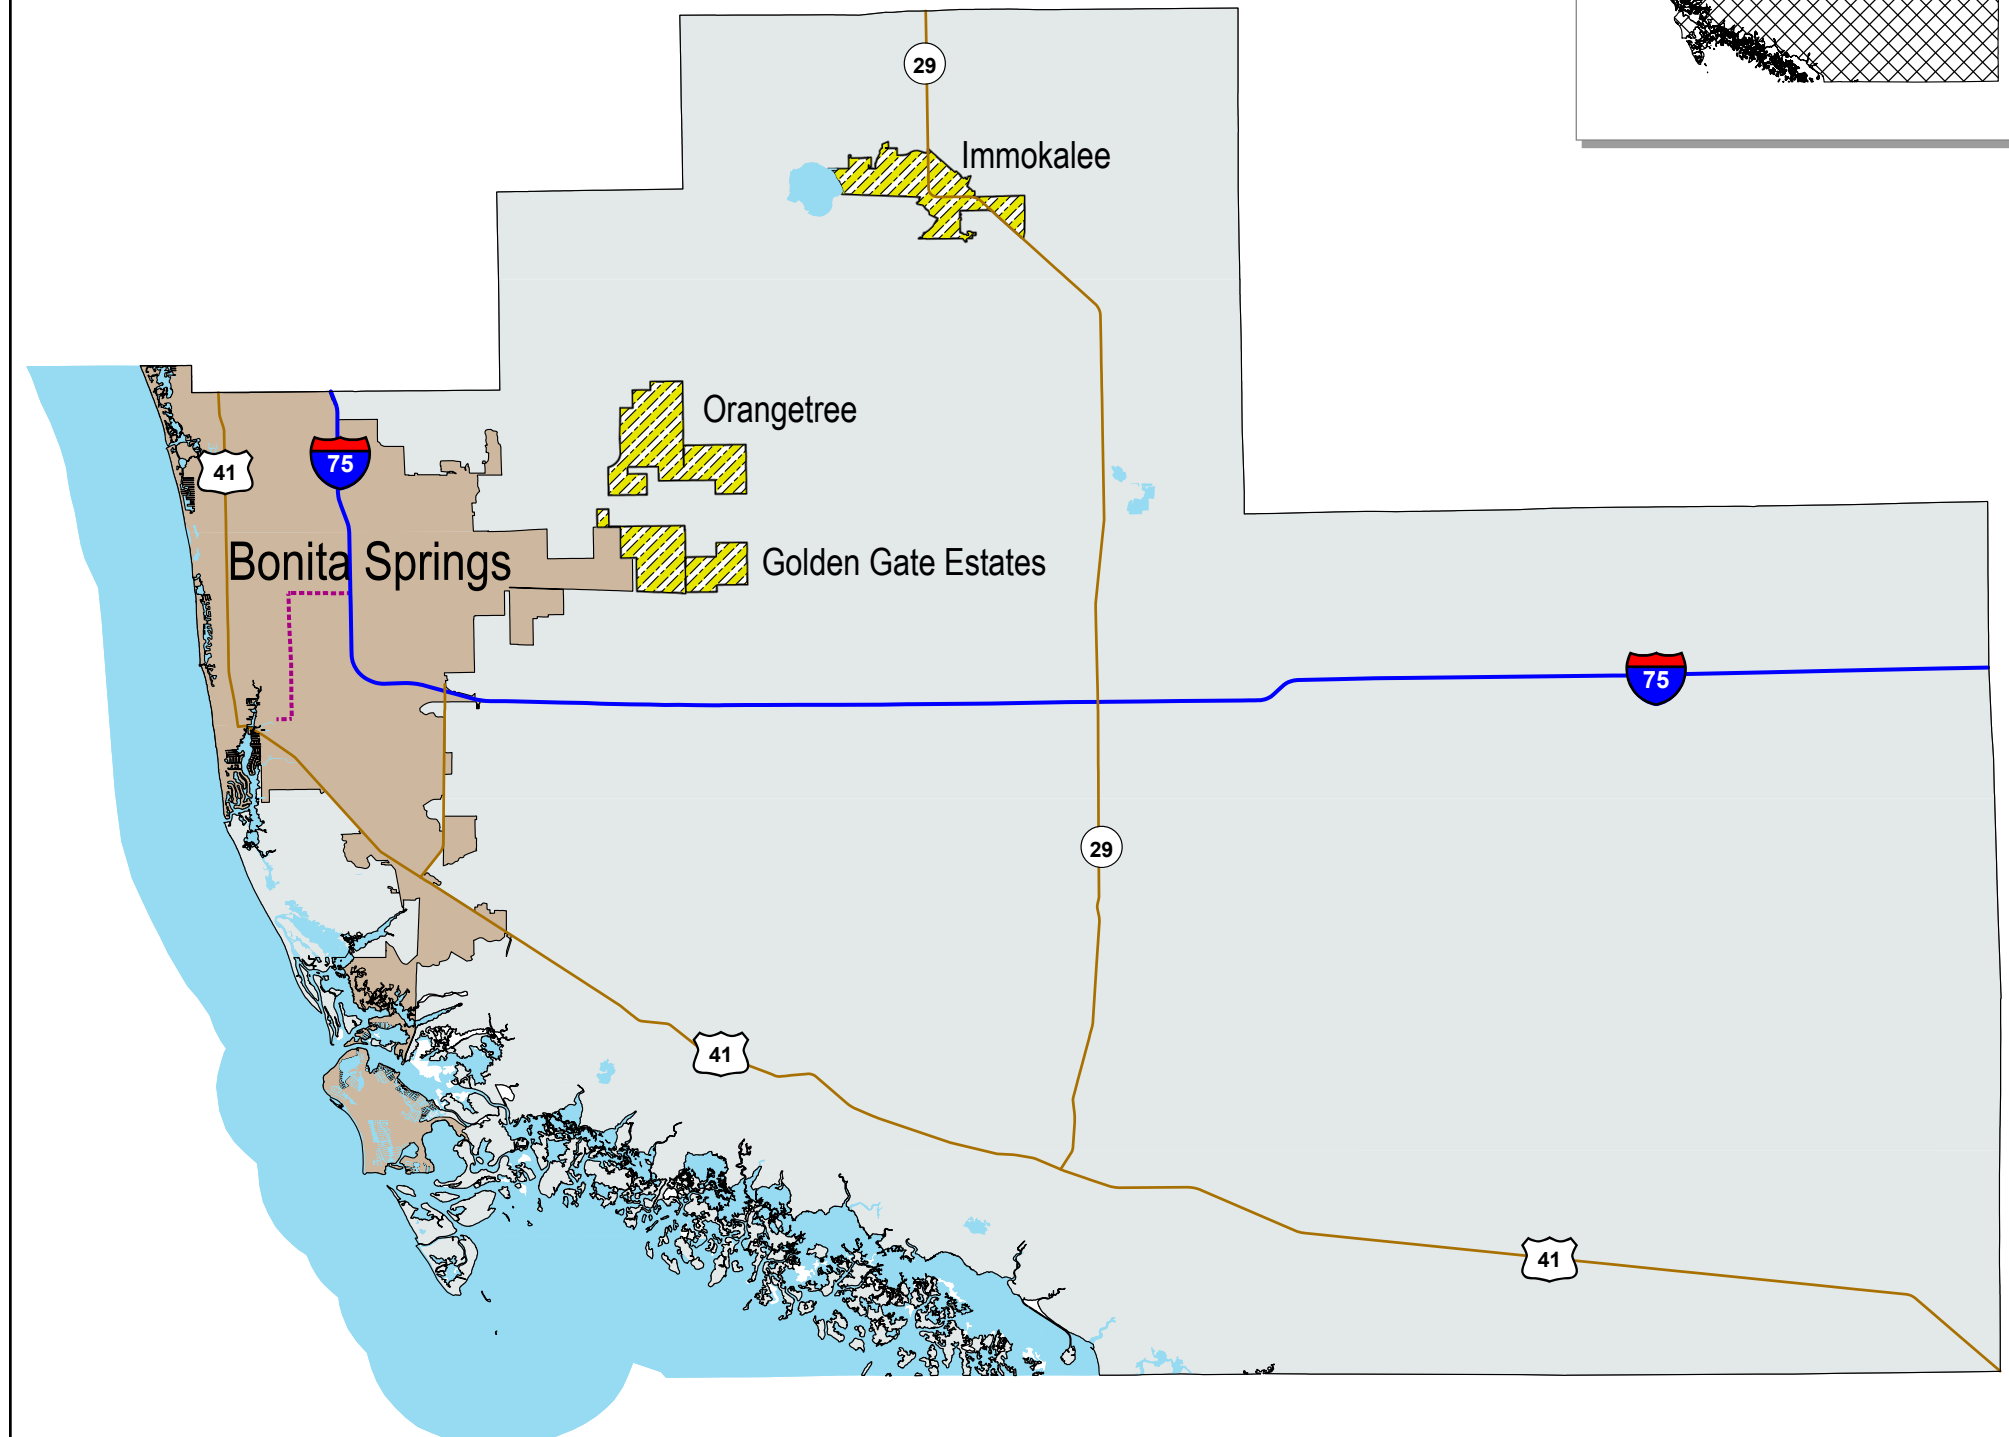 29
Immokalee
Orangetree
41
75
Bonita Springs
Golden Gate Estates
75
29
41
41